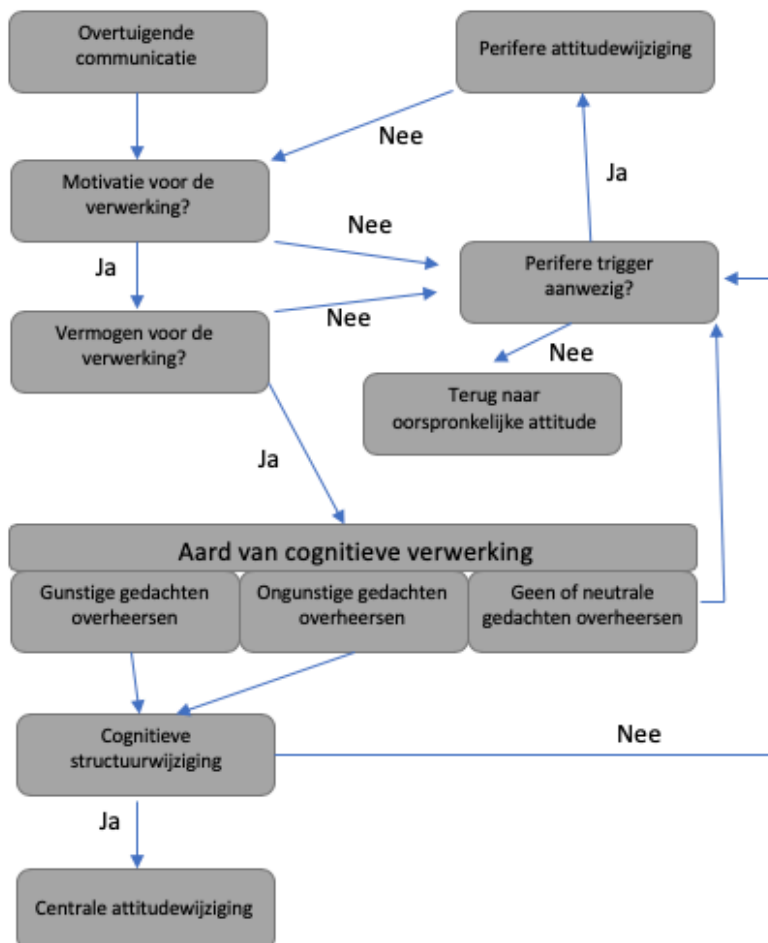 Overtuigende
communicatie
Perifere attitudewijziging
Nee
Motivatie voor de
verwerking?
Ja
Nee
Perifere trigger
aanwezig?
Ja
Nee
Vermogen voor de
verwerking?
Nee
Terug naar
oorspronkelijke attitude
Ja
Aard van cognitieve verwerking
Gunstige gedachten
overheersen
Ongunstige gedachten
overheersen
Geen of neutrale
gedachten overheersen
Cognitieve
structuurwijziging
Nee
Ja
Centrale attitudewijziging